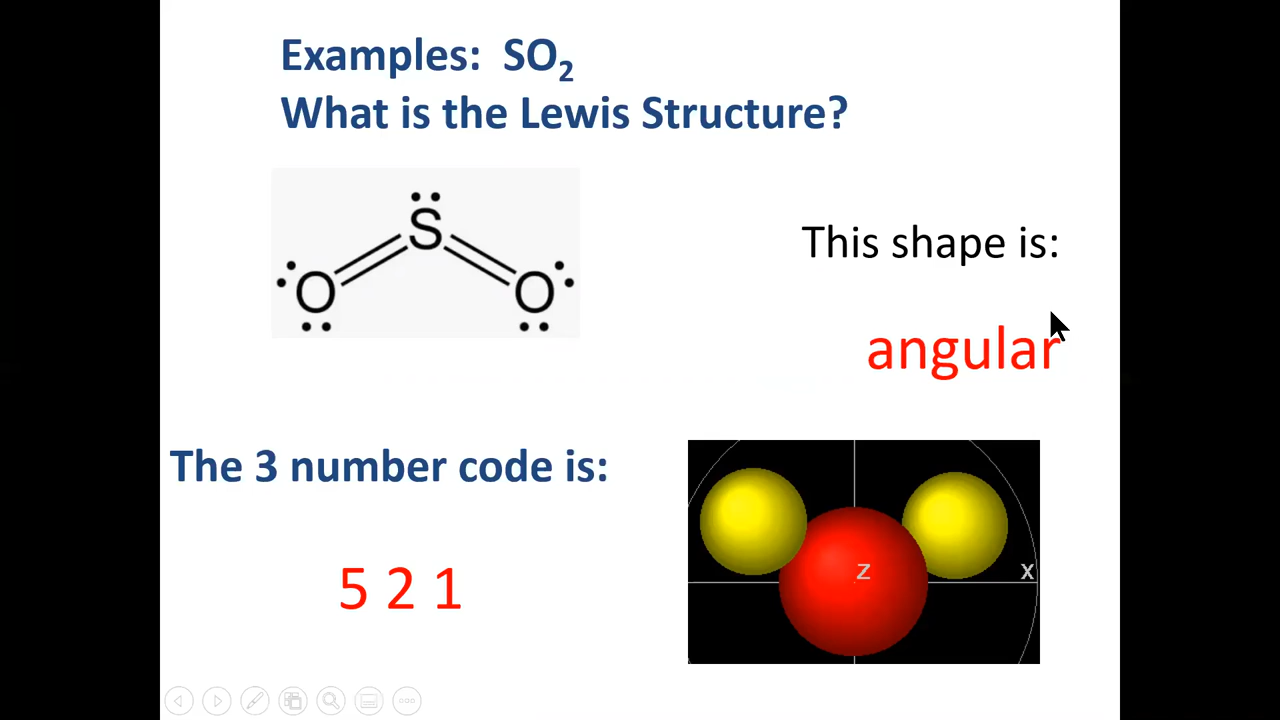 Examples: SO₂
What is the Lewis Structure?
S
O O
This shape is:
angular
The 3 number code is:
5 2 1
Z
X